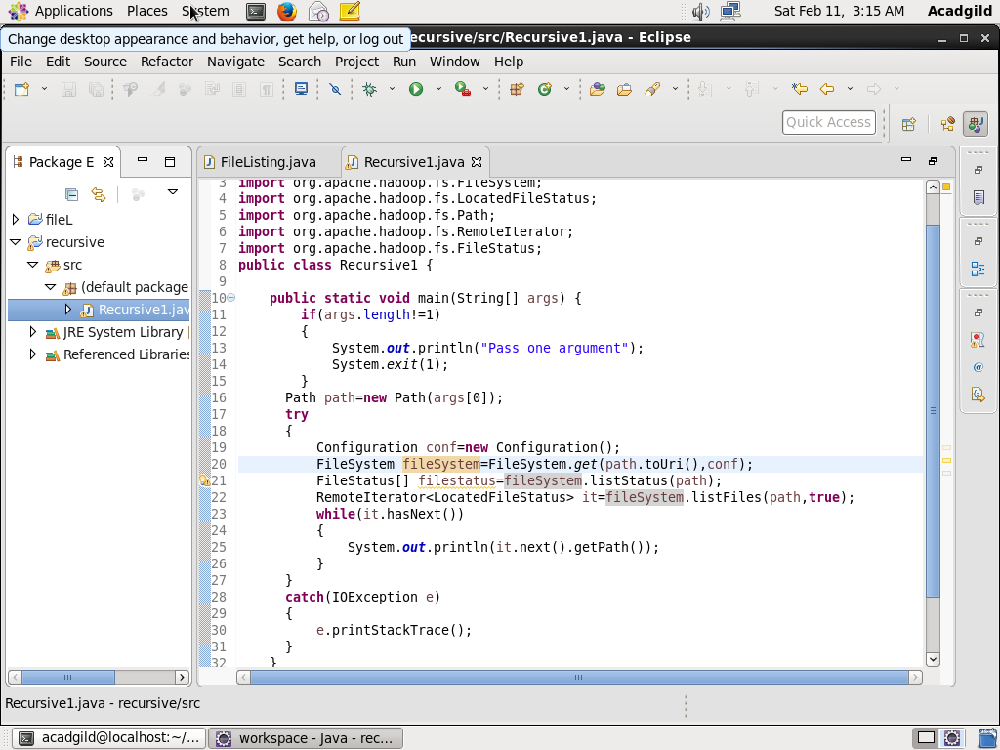 Applications Places System Sat Feb 11, 3:15 AM Acadgild
Change desktop appearance and behavior, get help, or log out
ecursive/src/Recursive1.java - Eclipse
File Edit Source Refactor Navigate Search Project Run Window Help
Quick Access
Package E
FileListing.java
Recursive1.java
fileL
recursive
src
(default package
Recursive1.jav
JRE System Library
Referenced Libraries
3 import org.apache.hadoop.fs.FileSystem;
4 import org.apache.hadoop.fs.LocatedFileStatus;
5 import org.apache.hadoop.fs.Path;
6 import org.apache.hadoop.fs.RemoteIterator;
7 import org.apache.hadoop.fs.FileStatus;
8 public class Recursive1 {
9
10 public static void main(String[] args) {
11 if(args.length!=1)
12 {
13 System.out.println("Pass one argument");
14 System.exit(1);
15 }
16 Path path=new Path(args[0]);
17 try
18 {
19 Configuration conf=new Configuration();
20 FileSystem fileSystem=FileSystem.get(path.toUri(),conf);
21 FileStatus[] filestatus=fileSystem.listStatus(path);
22 RemoteIterator<LocatedFileStatus> it=fileSystem.listFiles(path,true);
23 while(it.hasNext())
24 {
25 System.out.println(it.next().getPath());
26 }
27 }
28 catch(IOException e)
29 {
30 e.printStackTrace();
31 }
32 }
Recursive1.java - recursive/src
acadgild@localhost:~/...
workspace - Java - rec...